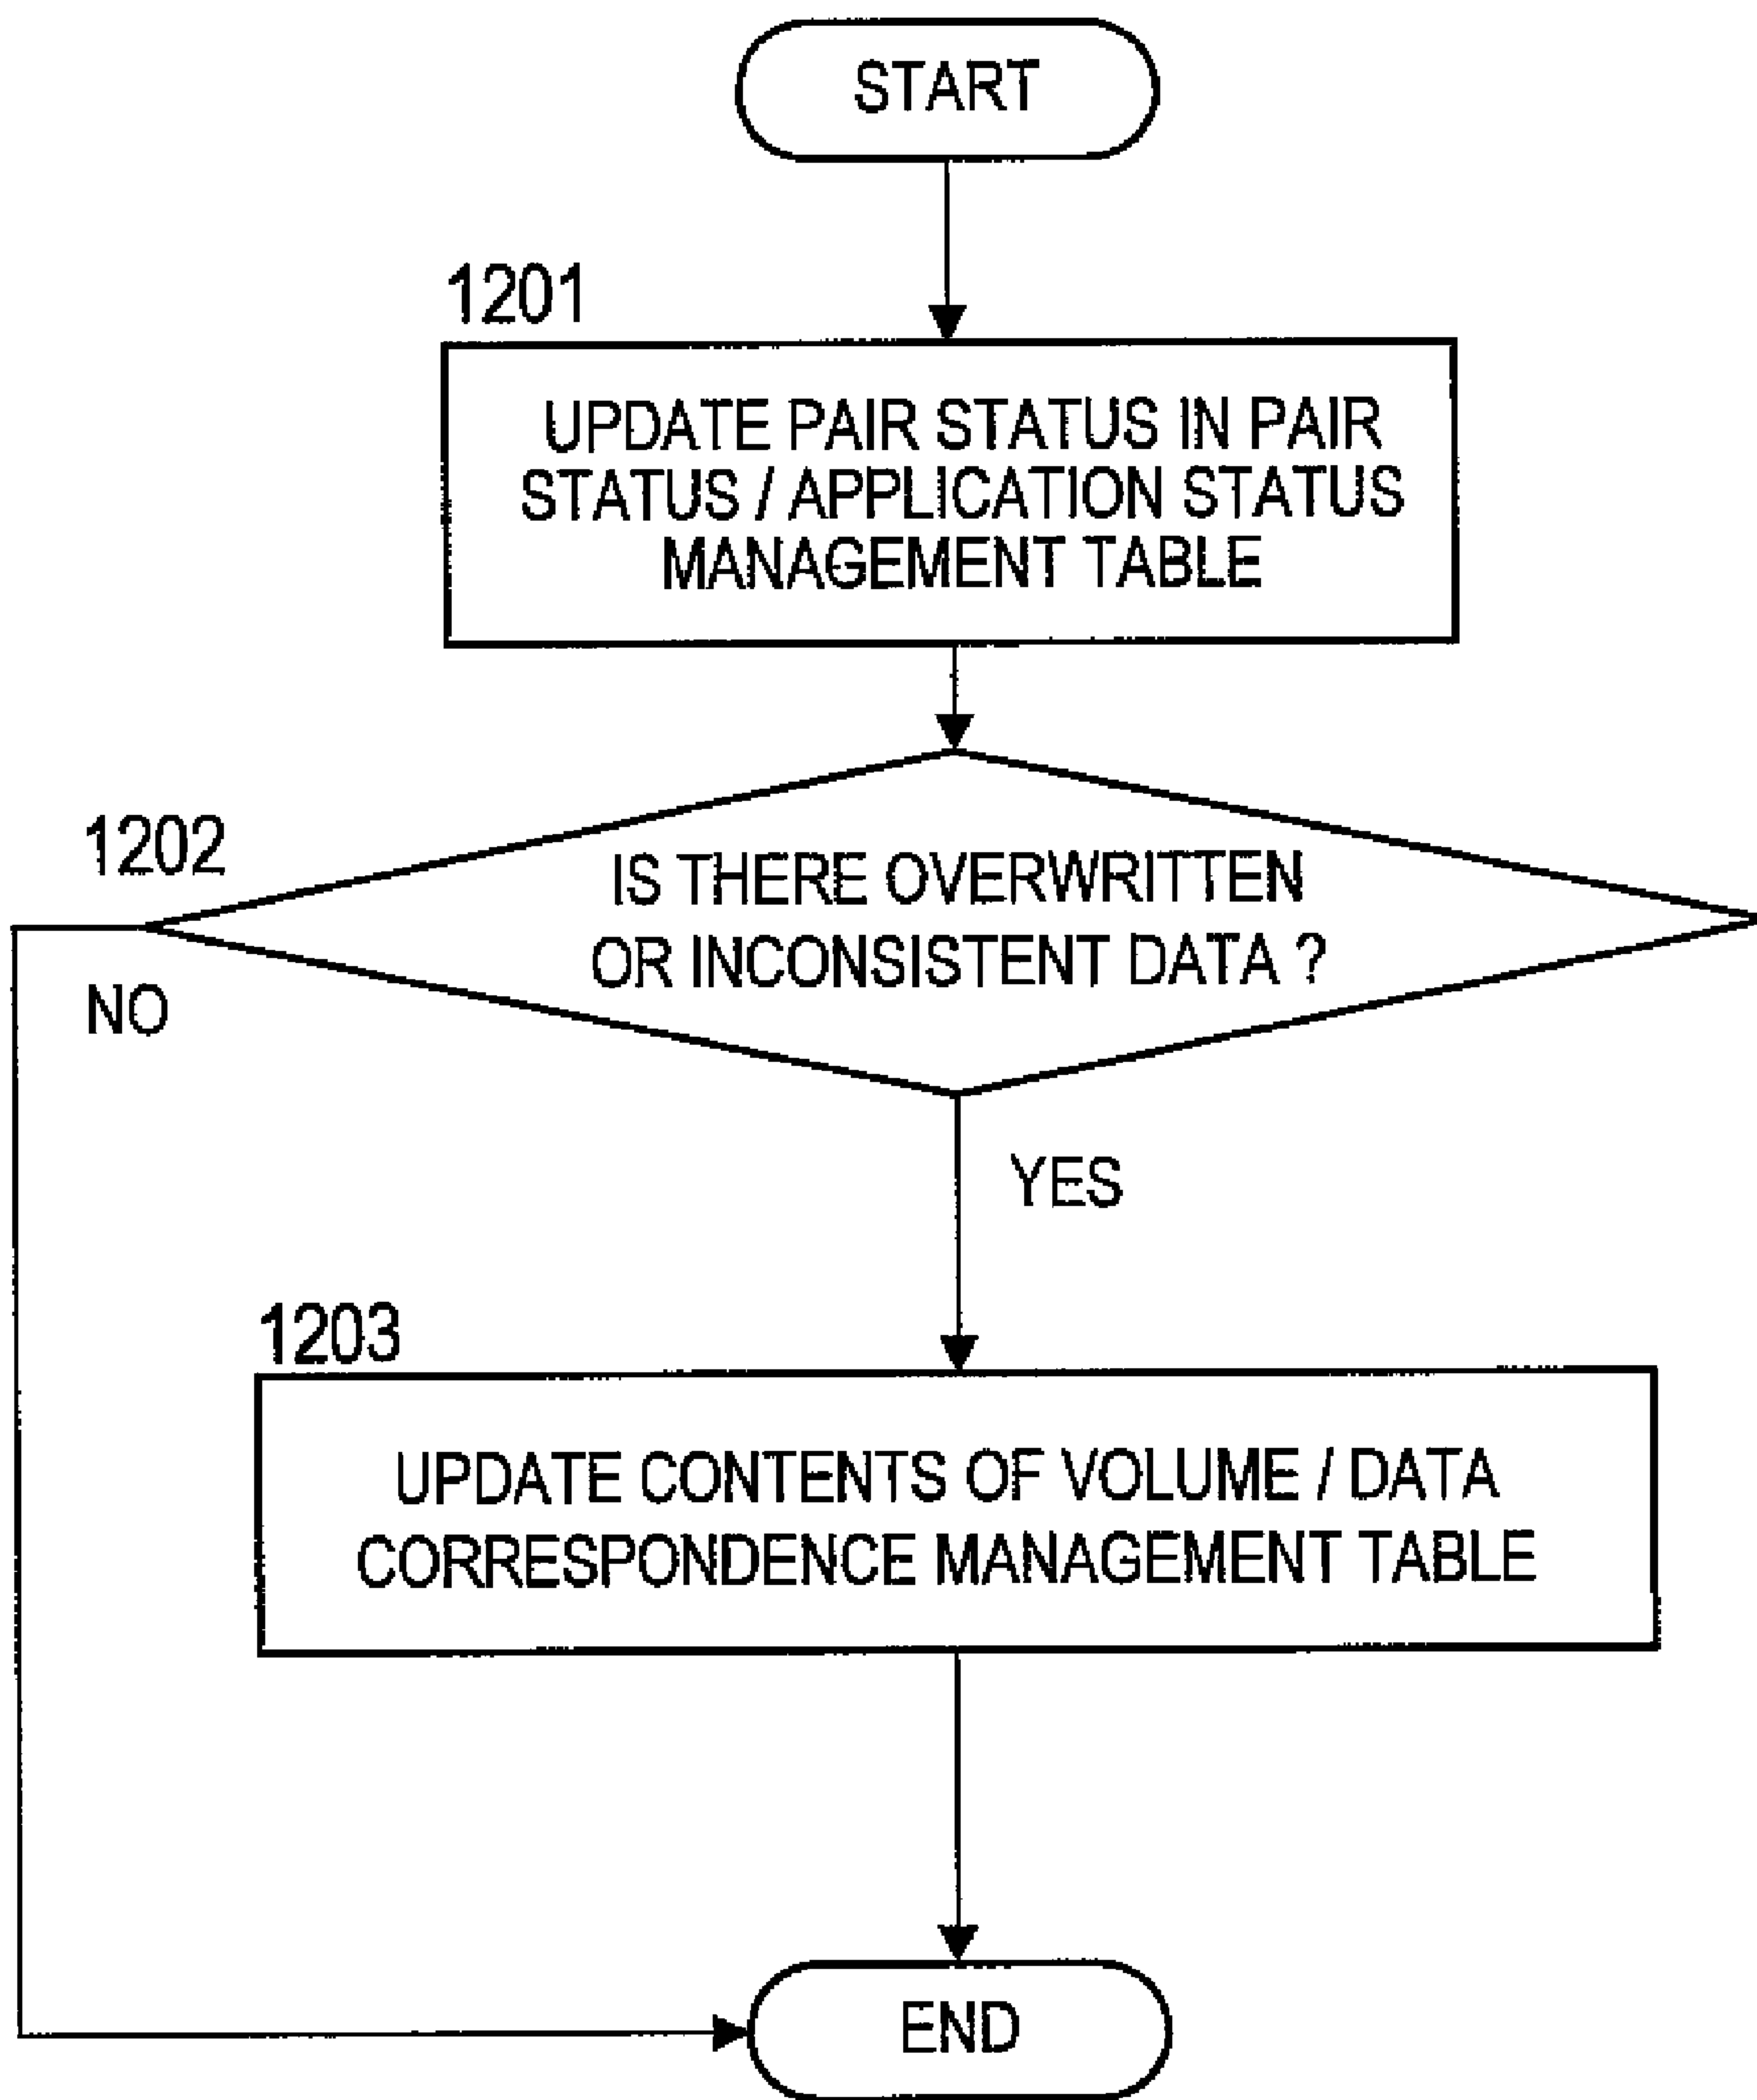 START
1201
UPDATE PAIR STATUS IN PAIR
STATUS / APPLICATION STATUS
MANAGEMENT TABLE
1202
IS THERE OVERWRITTEN
OR INCONSISTENT DATA ?
NO
YES
1203
UPDATE CONTENTS OF VOLUME / DATA
CORRESPONDENCE MANAGEMENT TABLE
END